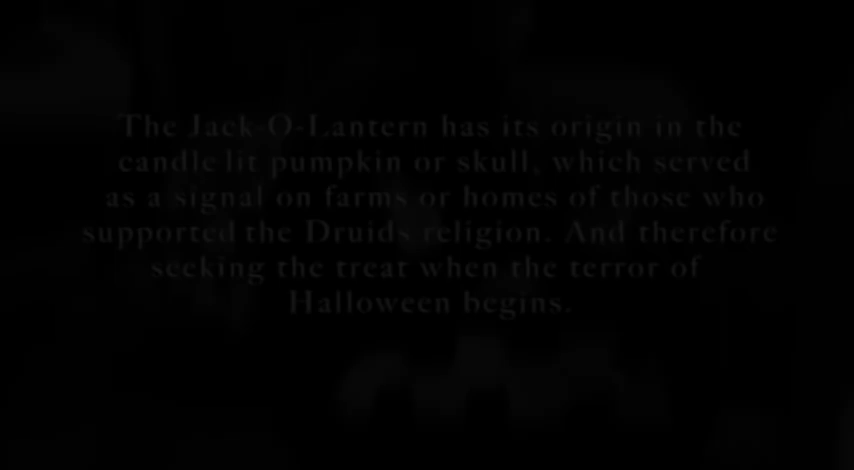 The Jack-O-Lantern has its origin in the
candle lit pumpkin or skull, which served
as a signal on farms or homes of those who
supported the Druids religion. And therefore
seeking the treat when the terror of
Halloween begins.